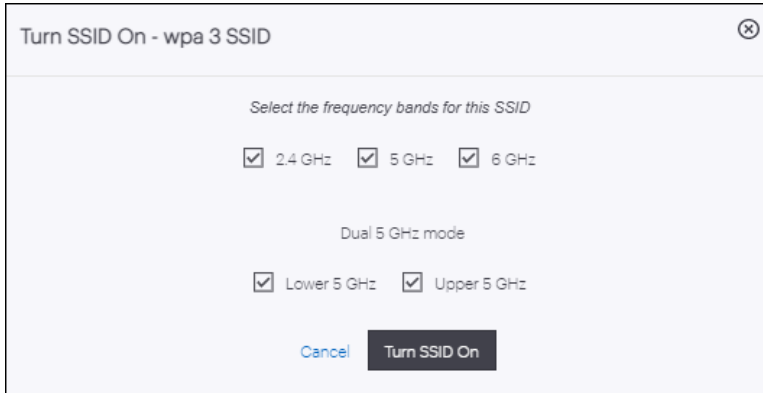 Turn SSID On - wpa 3 SSID
Select the frequency bands for this SSID
2.4 GHz 5 GHz 6 GHz
Dual 5 GHz mode
Lower 5 GHz Upper 5 GHz
Cancel Turn SSID On